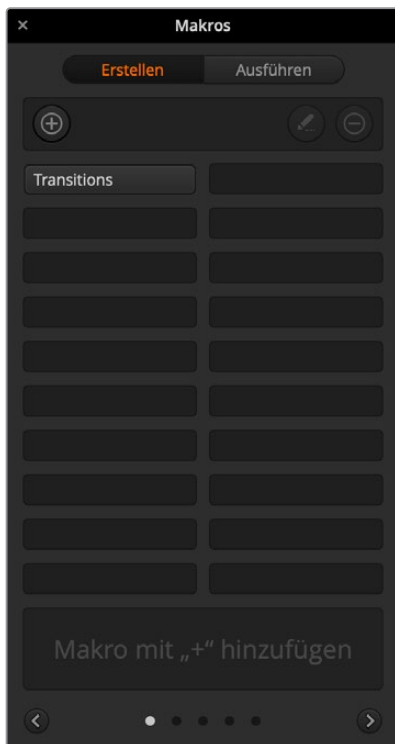 Makros
Erstellen Ausführen
Transitions
Makro mit „+“ hinzufügen